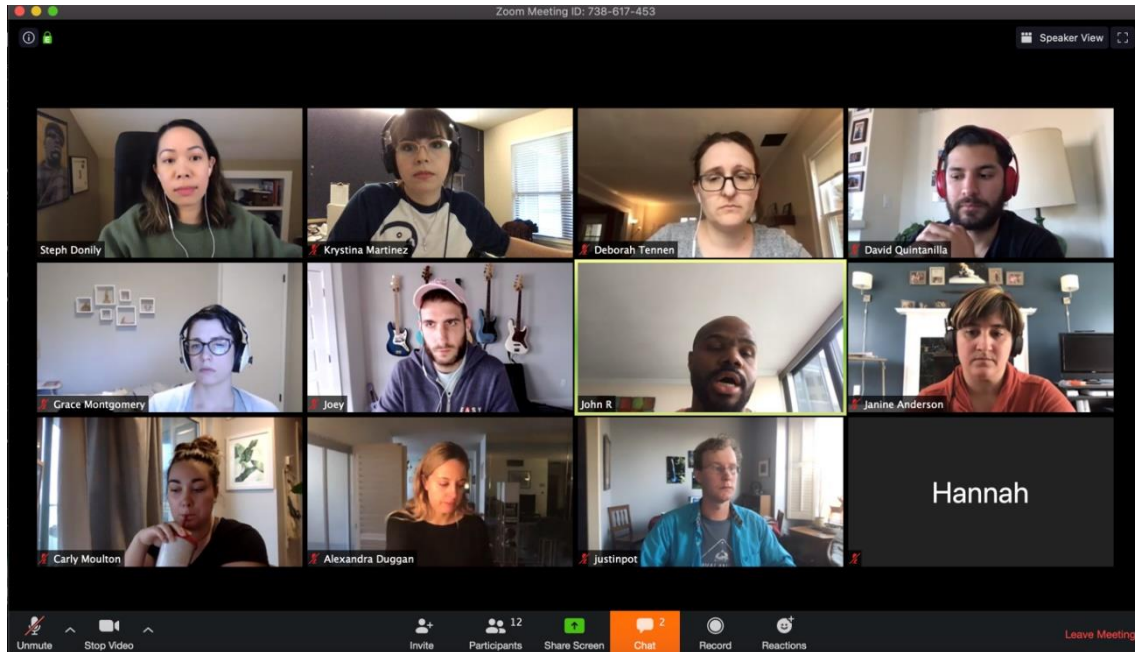 Zoom Meeting ID: 738-617-453
Speaker View
Steph Donily
Krystina Martinez
Deborah Tennen
David Quintanilla
Grace Montgomery
Joey
John R
Janine Anderson
Carly Moulton
Alexandra Duggan
justinpot
Hannah
12
2
Unmute
Stop Video
Invite
Participants
Share Screen
Chat
Record
Reactions
Leave Meeting